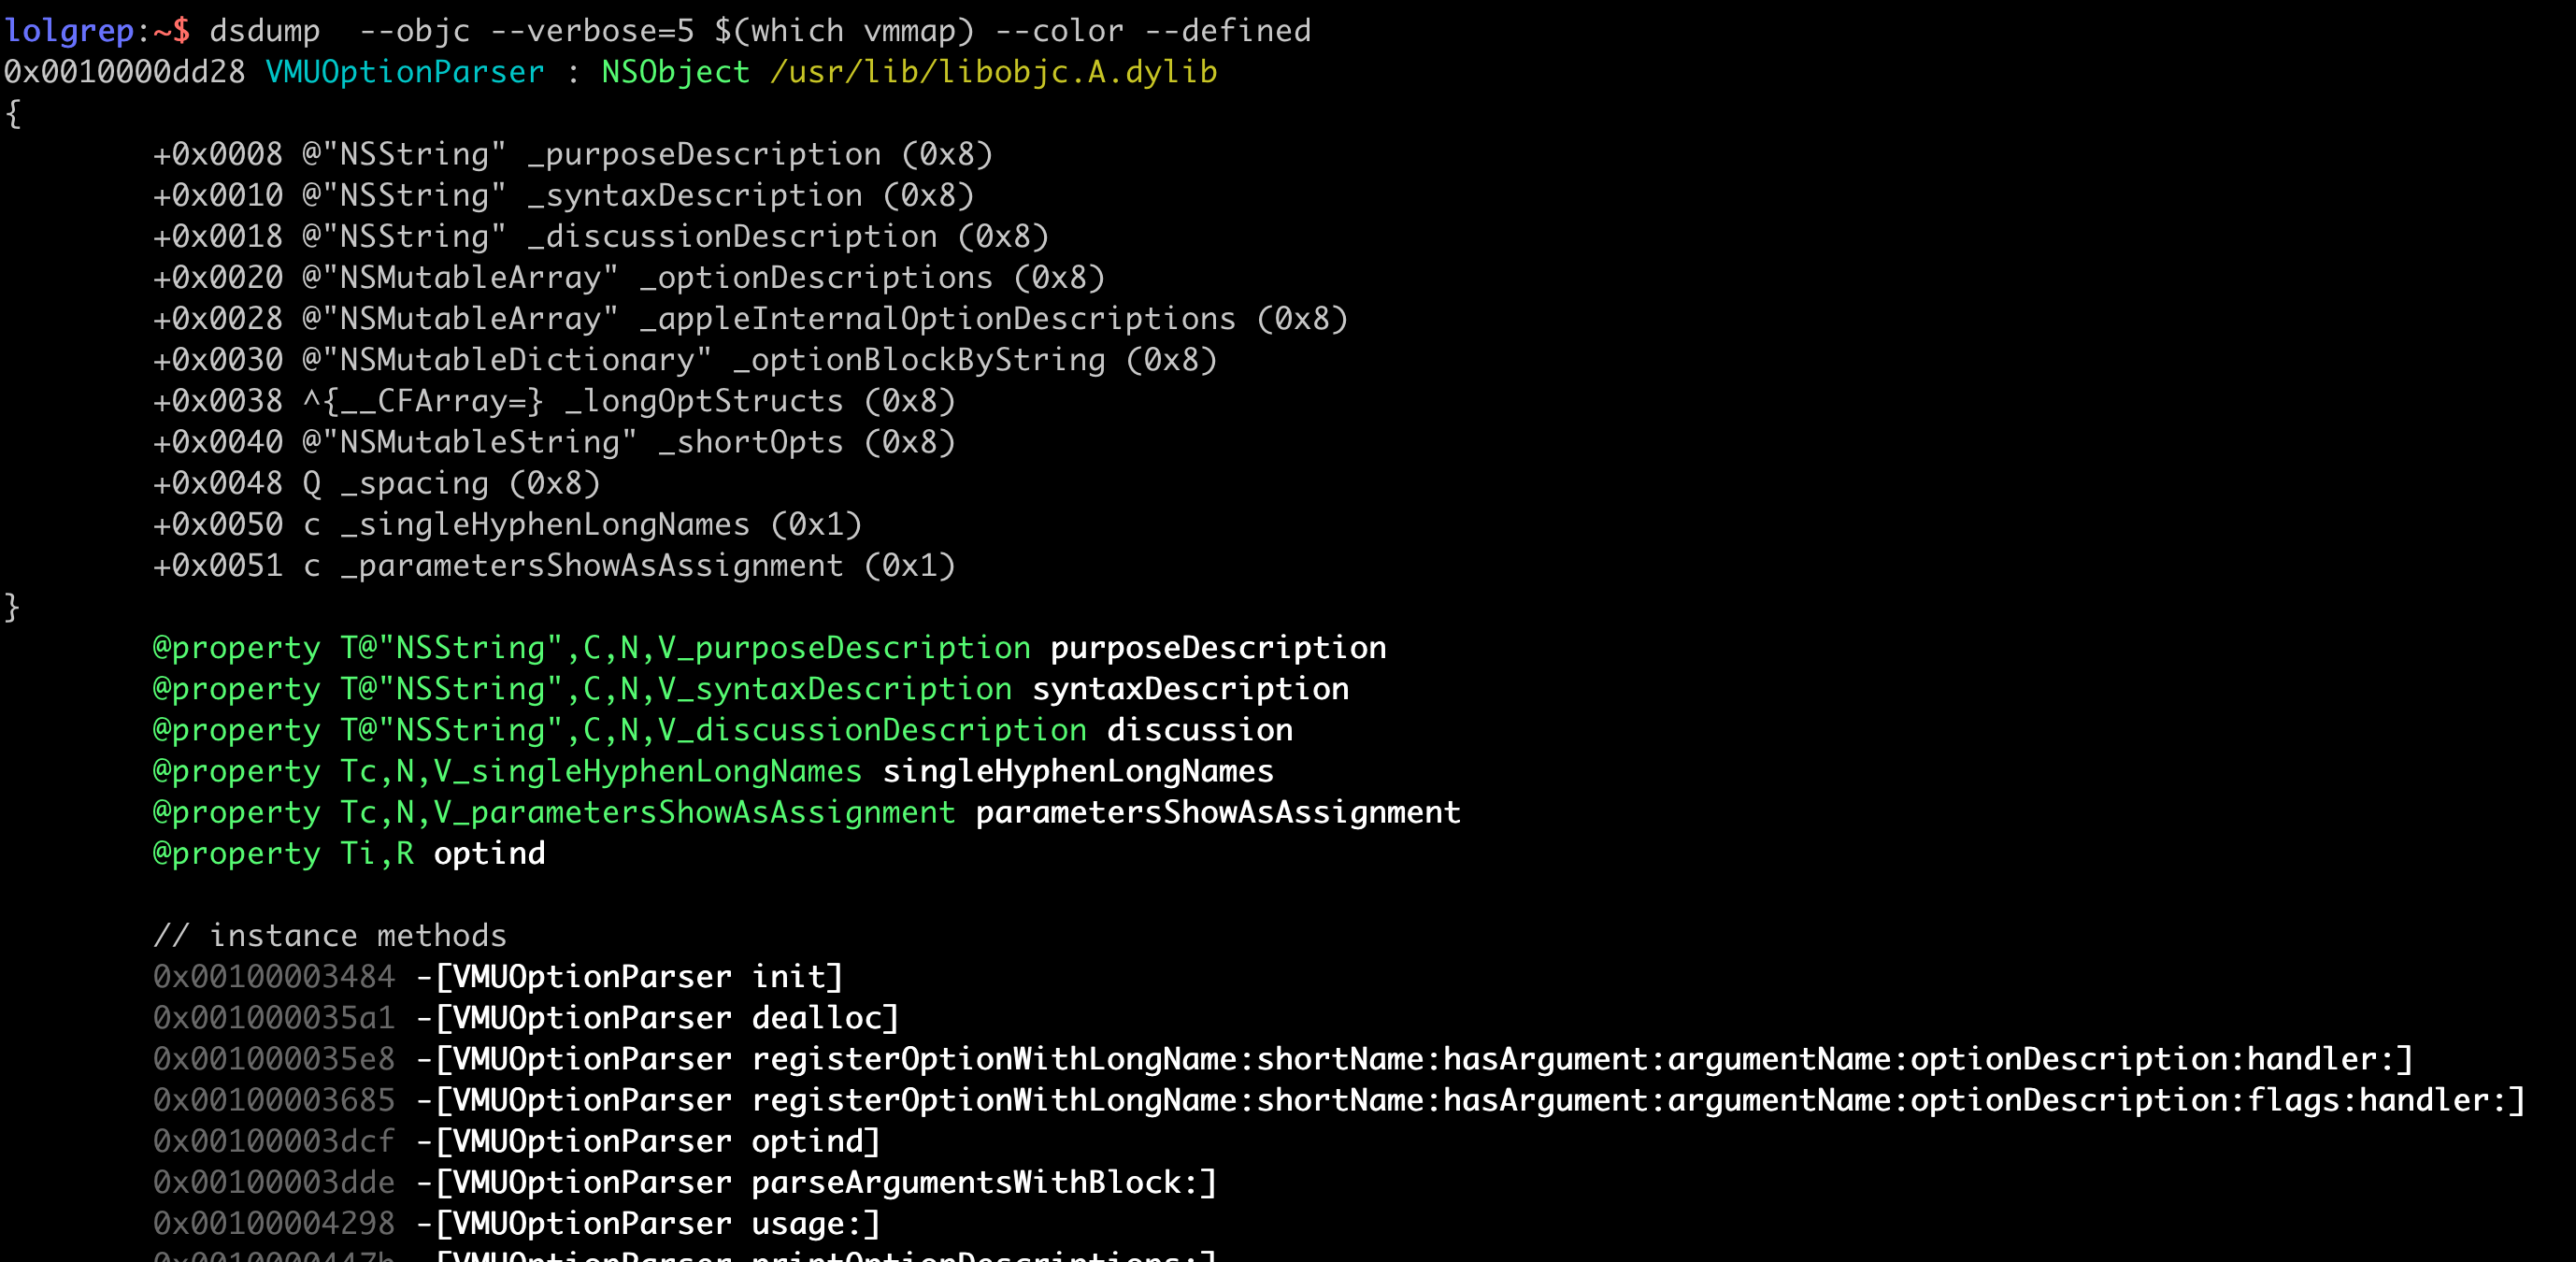 lolgrep:~$ dsdump  --objc --verbose=5 $(which vmmap) --color --defined
0x0010000dd28 VMUOptionParser : NSObject /usr/lib/libobjc.A.dylib
{
        +0x0008 @"NSString" _purposeDescription (0x8)
        +0x0010 @"NSString" _syntaxDescription (0x8)
        +0x0018 @"NSString" _discussionDescription (0x8)
        +0x0020 @"NSMutableArray" _optionDescriptions (0x8)
        +0x0028 @"NSMutableArray" _appleInternalOptionDescriptions (0x8)
        +0x0030 @"NSMutableDictionary" _optionBlockByString (0x8)
        +0x0038 ^{__CFArray=} _longOptStructs (0x8)
        +0x0040 @"NSMutableString" _shortOpts (0x8)
        +0x0048 Q _spacing (0x8)
        +0x0050 c _singleHyphenLongNames (0x1)
        +0x0051 c _parametersShowAsAssignment (0x1)
}
        @property T@"NSString",C,N,V_purposeDescription purposeDescription
        @property T@"NSString",C,N,V_syntaxDescription syntaxDescription
        @property T@"NSString",C,N,V_discussionDescription discussion
        @property Tc,N,V_singleHyphenLongNames singleHyphenLongNames
        @property Tc,N,V_parametersShowAsAssignment parametersShowAsAssignment
        @property Ti,R optind

        // instance methods
        0x00100003484 -[VMUOptionParser init]
        0x001000035a1 -[VMUOptionParser dealloc]
        0x001000035e8 -[VMUOptionParser registerOptionWithLongName:shortName:hasArgument:argumentName:optionDescription:handler:]
        0x00100003685 -[VMUOptionParser registerOptionWithLongName:shortName:hasArgument:argumentName:optionDescription:flags:handler:]
        0x00100003dcf -[VMUOptionParser optind]
        0x00100003dde -[VMUOptionParser parseArgumentsWithBlock:]
        0x00100004298 -[VMUOptionParser usage:]
        0x0010000447b -[VMUOptionParser printOptionDescriptions:]